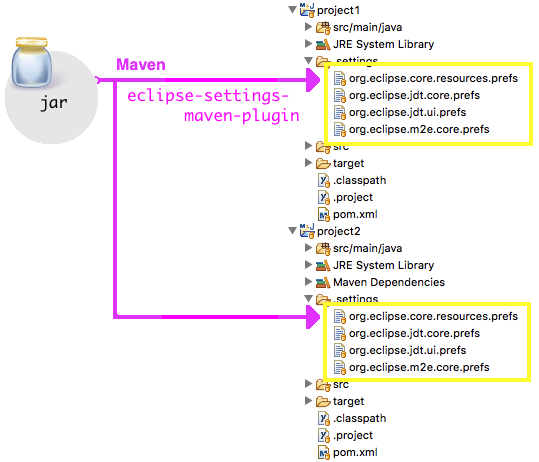 project1
src/main/java
JRE System Library
.settings
org.eclipse.core.resources.prefs
org.eclipse.jdt.core.prefs
org.eclipse.jdt.ui.prefs
org.eclipse.m2e.core.prefs
src
target
.classpath
.project
pom.xml
jar
Maven
eclipse-settings-
maven-plugin
project2
src/main/java
JRE System Library
Maven Dependencies
.settings
org.eclipse.core.resources.prefs
org.eclipse.jdt.core.prefs
org.eclipse.jdt.ui.prefs
org.eclipse.m2e.core.prefs
src
target
.classpath
.project
pom.xml